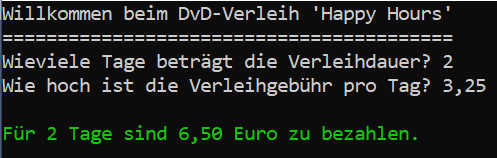 Willkommen beim DvD-Verleih 'Happy Hours'
=========================================
Wieviele Tage beträgt die Verleihdauer? 2
Wie hoch ist die Verleihgebühr pro Tag? 3,25
Für 2 Tage sind 6,50 Euro zu bezahlen.